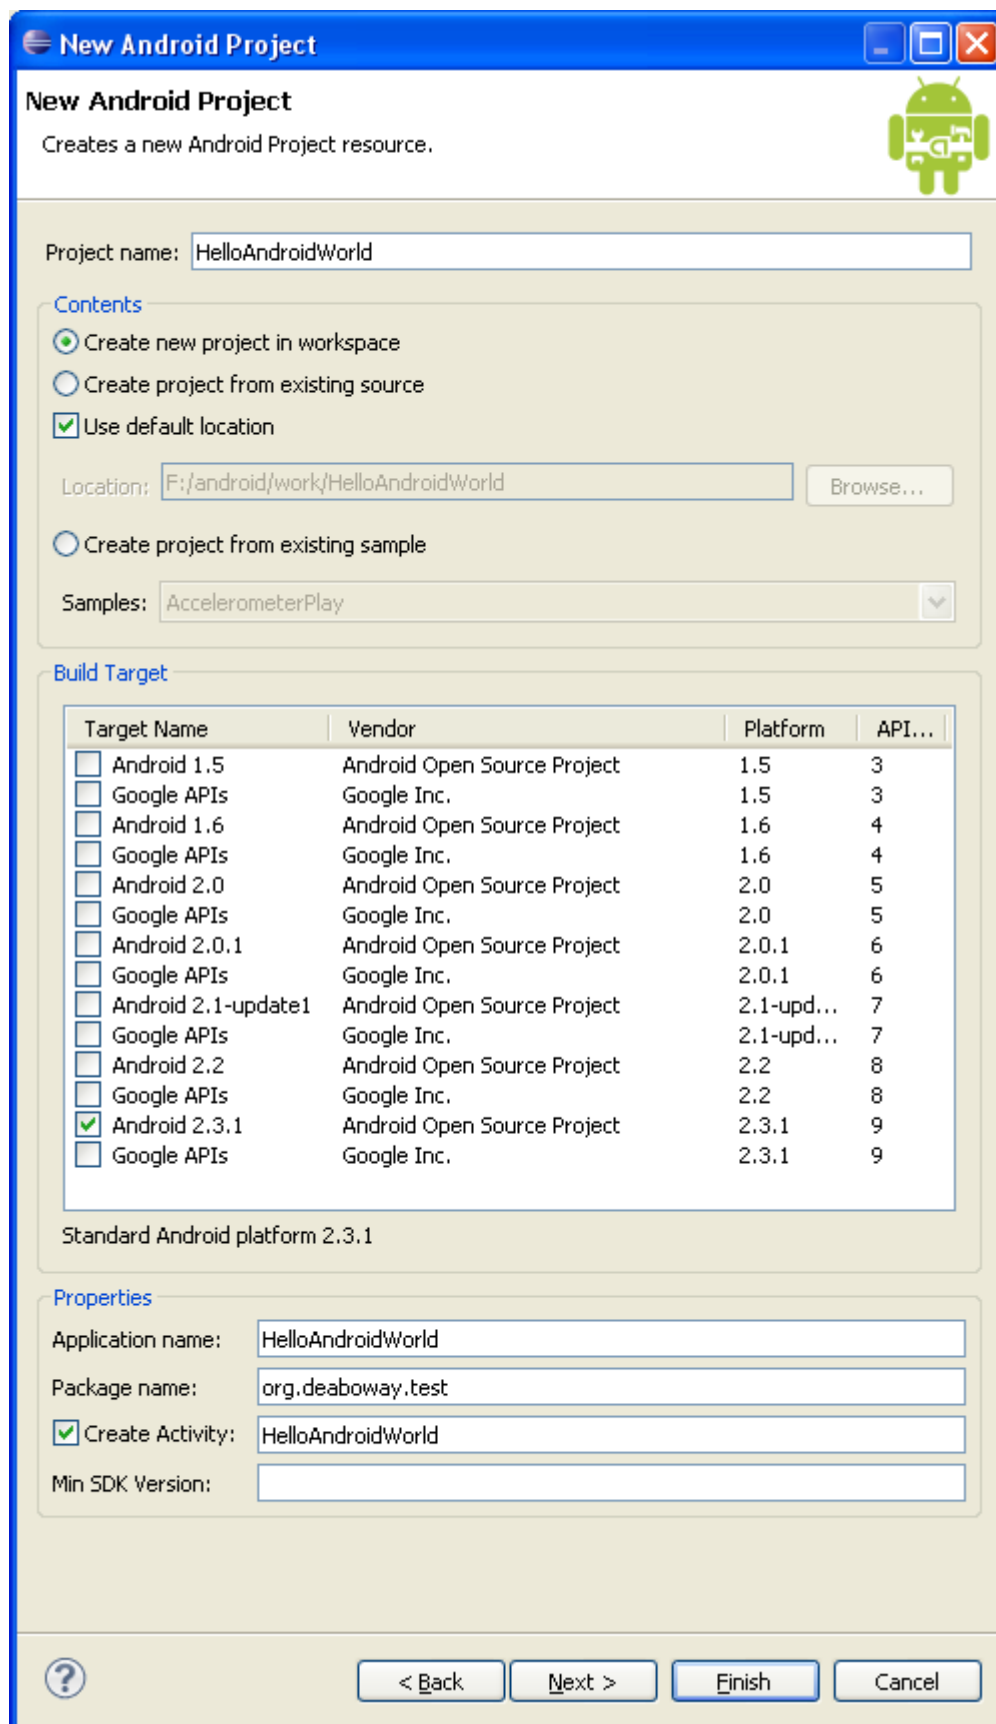 New Android Project
New Android Project
Creates a new Android Project resource.
Project name: HelloAndroidWorld
Contents
Create new project in workspace
Create project from existing source
Use default location
Location: F:/android/work/HelloAndroidWorld Browse...
Create project from existing sample
Samples: AccelerometerPlay
Build Target
Target Name Vendor Platform API...
Android 1.5 Android Open Source Project 1.5 3
Google APIs Google Inc. 1.5 3
Android 1.6 Android Open Source Project 1.6 4
Google APIs Google Inc. 1.6 4
Android 2.0 Android Open Source Project 2.0 5
Google APIs Google Inc. 2.0 5
Android 2.0.1 Android Open Source Project 2.0.1 6
Google APIs Google Inc. 2.0.1 6
Android 2.1-update1 Android Open Source Project 2.1-upd... 7
Google APIs Google Inc. 2.1-upd... 7
Android 2.2 Android Open Source Project 2.2 8
Google APIs Google Inc. 2.2 8
Android 2.3.1 Android Open Source Project 2.3.1 9
Google APIs Google Inc. 2.3.1 9
Standard Android platform 2.3.1
Properties
Application name: HelloAndroidWorld
Package name: org.deaboway.test
Create Activity: HelloAndroidWorld
Min SDK Version:
? < Back Next > Finish Cancel